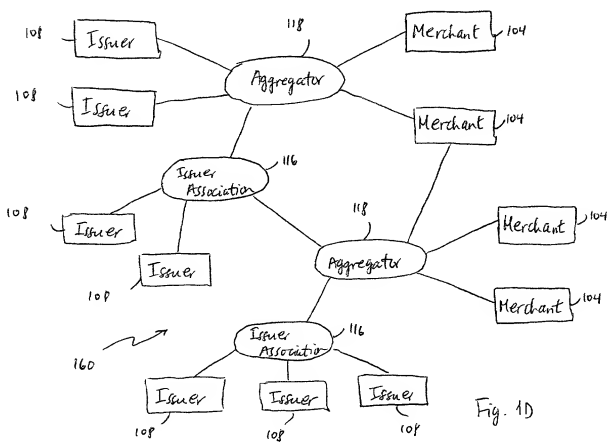 108
Issuer
118
Aggregator
Merchant
104
108
Issuer
Merchant
104
Issuer
Association
116
108
Issuer
118
Aggregator
Merchant
104
108
Issuer
Merchant
104
Issuer
Association
116
160
Issuer
108
Issuer
108
Issuer
108
Fig. 1D